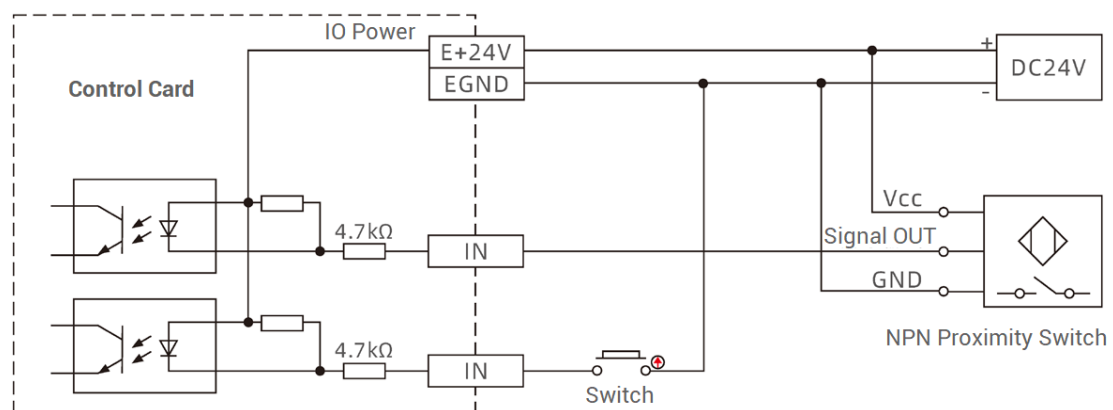 IO Power
E+24V
+
DC24V
Control Card
EGND
-
Vcc
4.7kΩ
IN
Signal OUT
GND
NPN Proximity Switch
4.7kΩ
IN
Switch